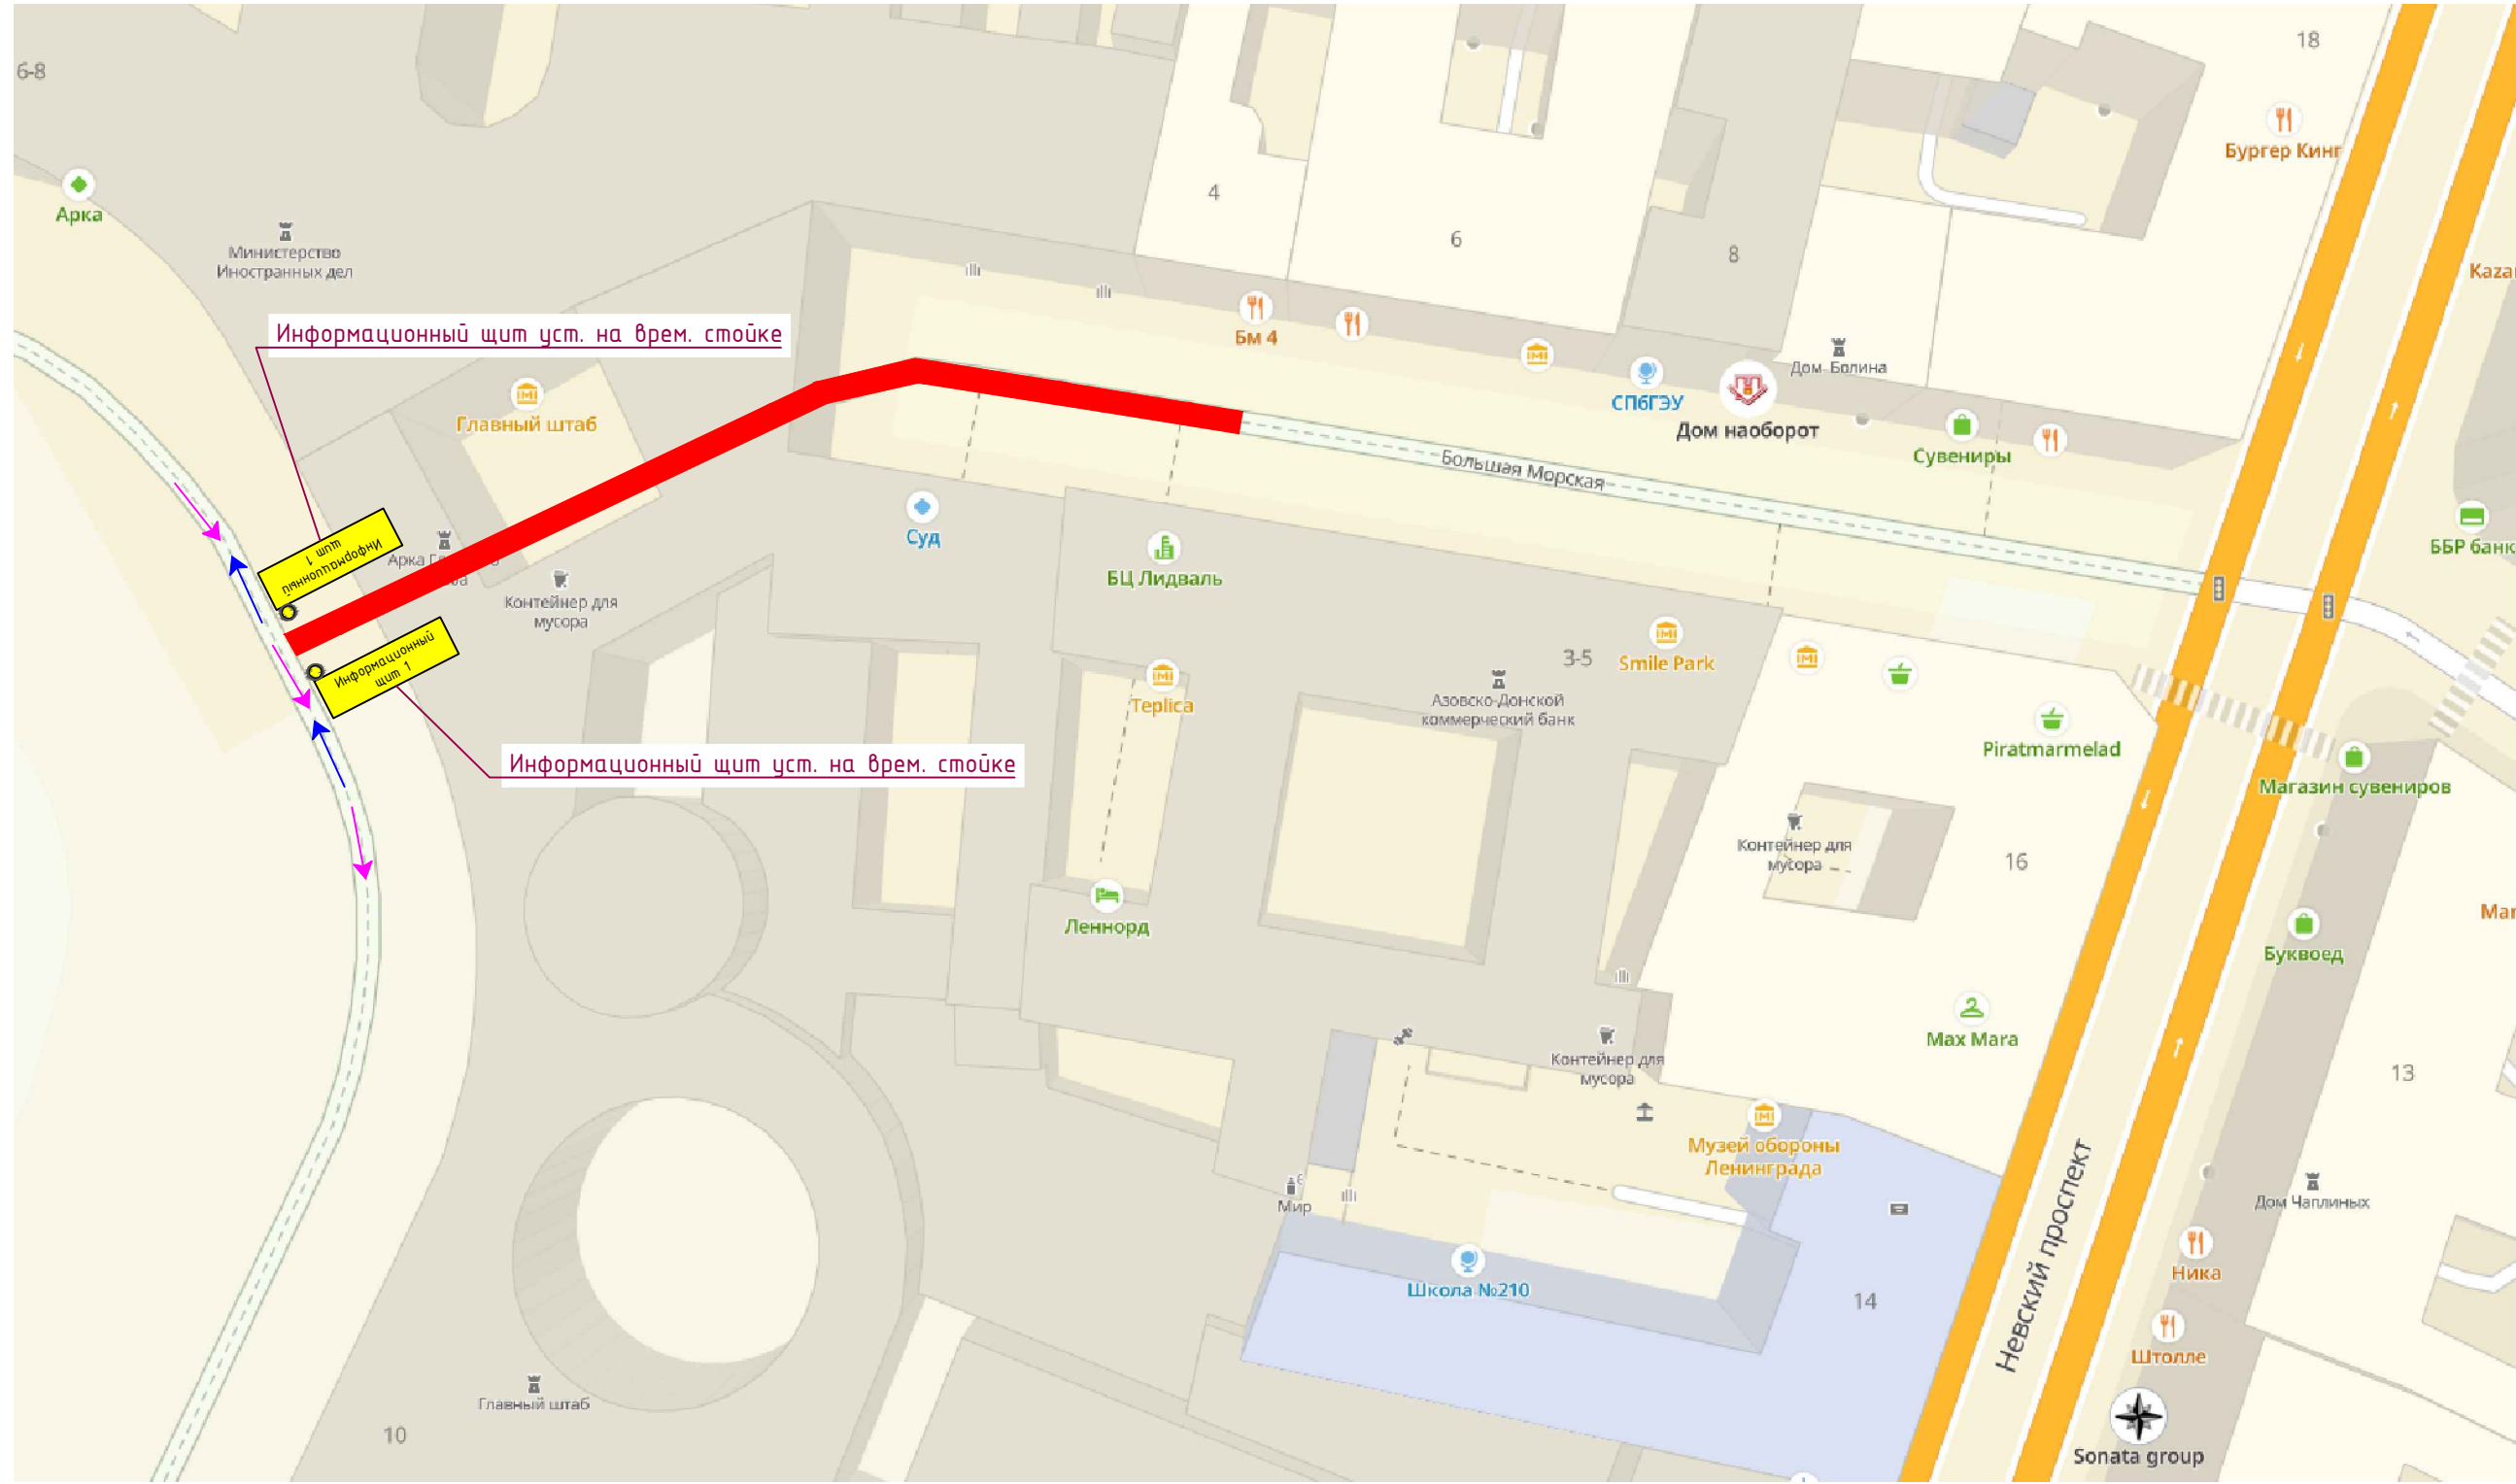 6-8
18
Бургер Кинг
Арка
4
Министерство
Иностранных дел
6
8
Информационный щит уст. на врем. стойке
Бм 4
Дом Болина
СПбГЭУ
Дом наоборот
Главный штаб
Сувениры
Большая Морская
Суд
ББР банк
Информационный
щит 1
БЦ Лидваль
Контейнер для
мусора
Информационный
щит 1
3-5
Smile Park
Teplica
Азовско-Донской
коммерческий банк
Piratmarmelad
Информационный щит уст. на врем. стойке
Магазин сувениров
Контейнер для
мусора
16
Леннорд
Буквоед
Max Mara
Контейнер для
мусора
13
Музей обороны
Ленинграда
Невский проспект
Мир
Дом Чаплиных
Школа №210
Ника
14
Штолле
Главный штаб
10
Sonata group